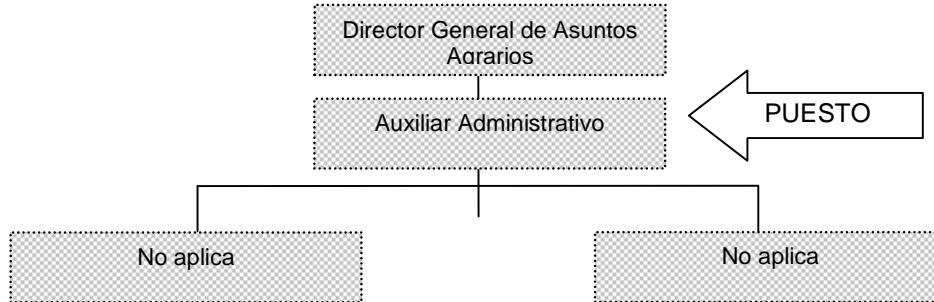 Director General de Asuntos
Agrarios
Auxiliar Administrativo
PUESTO
No aplica
No aplica